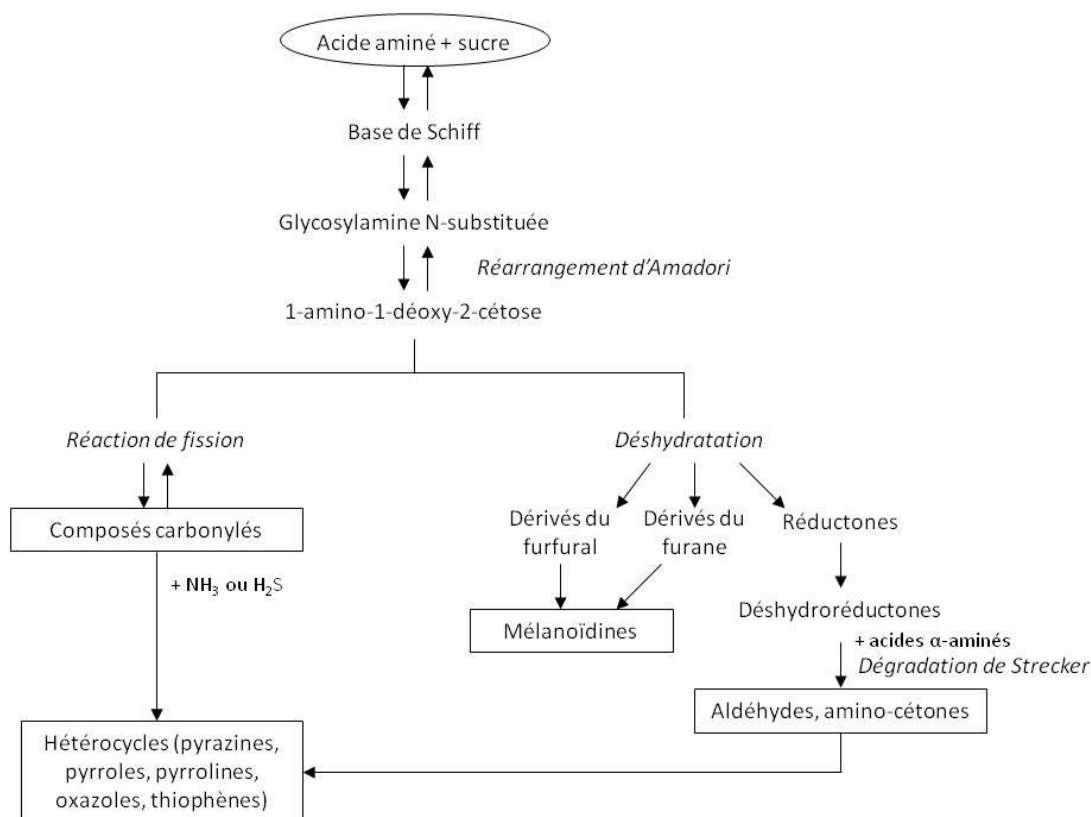 Acide aminé + sucre
Base de Schiff
Glycosylamine N-substituée
Réarrangement d'Amadori
1-amino-1-déoxy-2-cétose
Réaction de fission
Déshydratation
Composés carbonylés
Dérivés du
furfural
Dérivés du
furane
Réductones
+ NH₃ ou H₂S
Déshydroréductones
Mélanoïdines
+ acides α-aminés
Dégradation de Strecker
Aldéhydes, amino-cétones
Hétérocycles (pyrazines,
pyrroles, pyrrolines,
oxazoles, thiophènes)